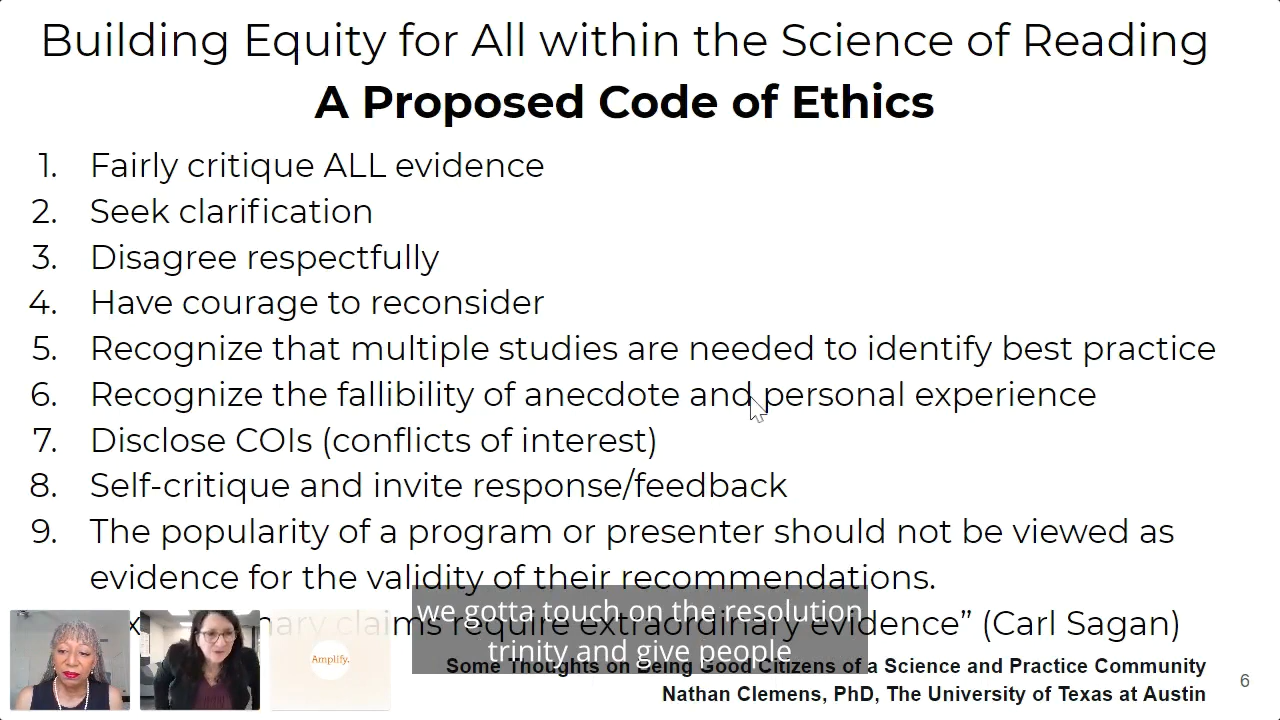 Building Equity for All within the Science of Reading
A Proposed Code of Ethics
1. Fairly critique ALL evidence
2. Seek clarification
3. Disagree respectfully
4. Have courage to reconsider
5. Recognize that multiple studies are needed to identify best practice
6. Recognize the fallibility of anecdote and personal experience
7. Disclose COIs (conflicts of interest)
8. Self-critique and invite response/feedback
9. The popularity of a program or presenter should not be viewed as
evidence for the validity of their recommendations.
claims require extraordinary evidence” (Carl Sagan)
we gotta touch on the resolution
trinity and give people
Amplify.
Some Thoughts on Being Good Citizens of a Science and Practice Community
Nathan Clemens, PhD, The University of Texas at Austin
6